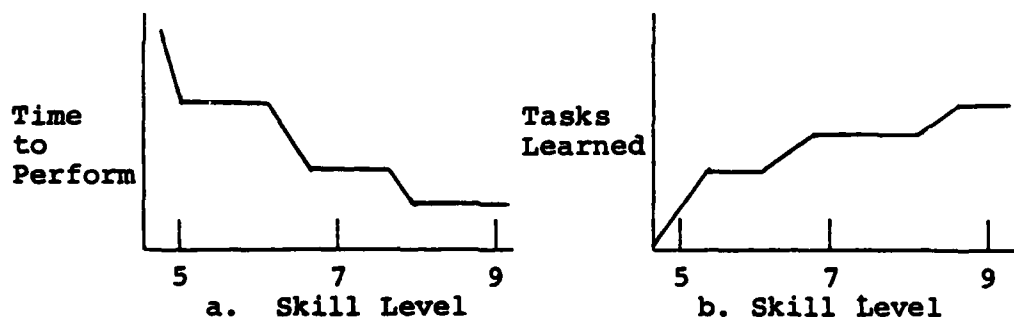 Time
to
Perform
5 7 9
a. Skill Level
Tasks
Learned
5 7 9
b. Skill Level